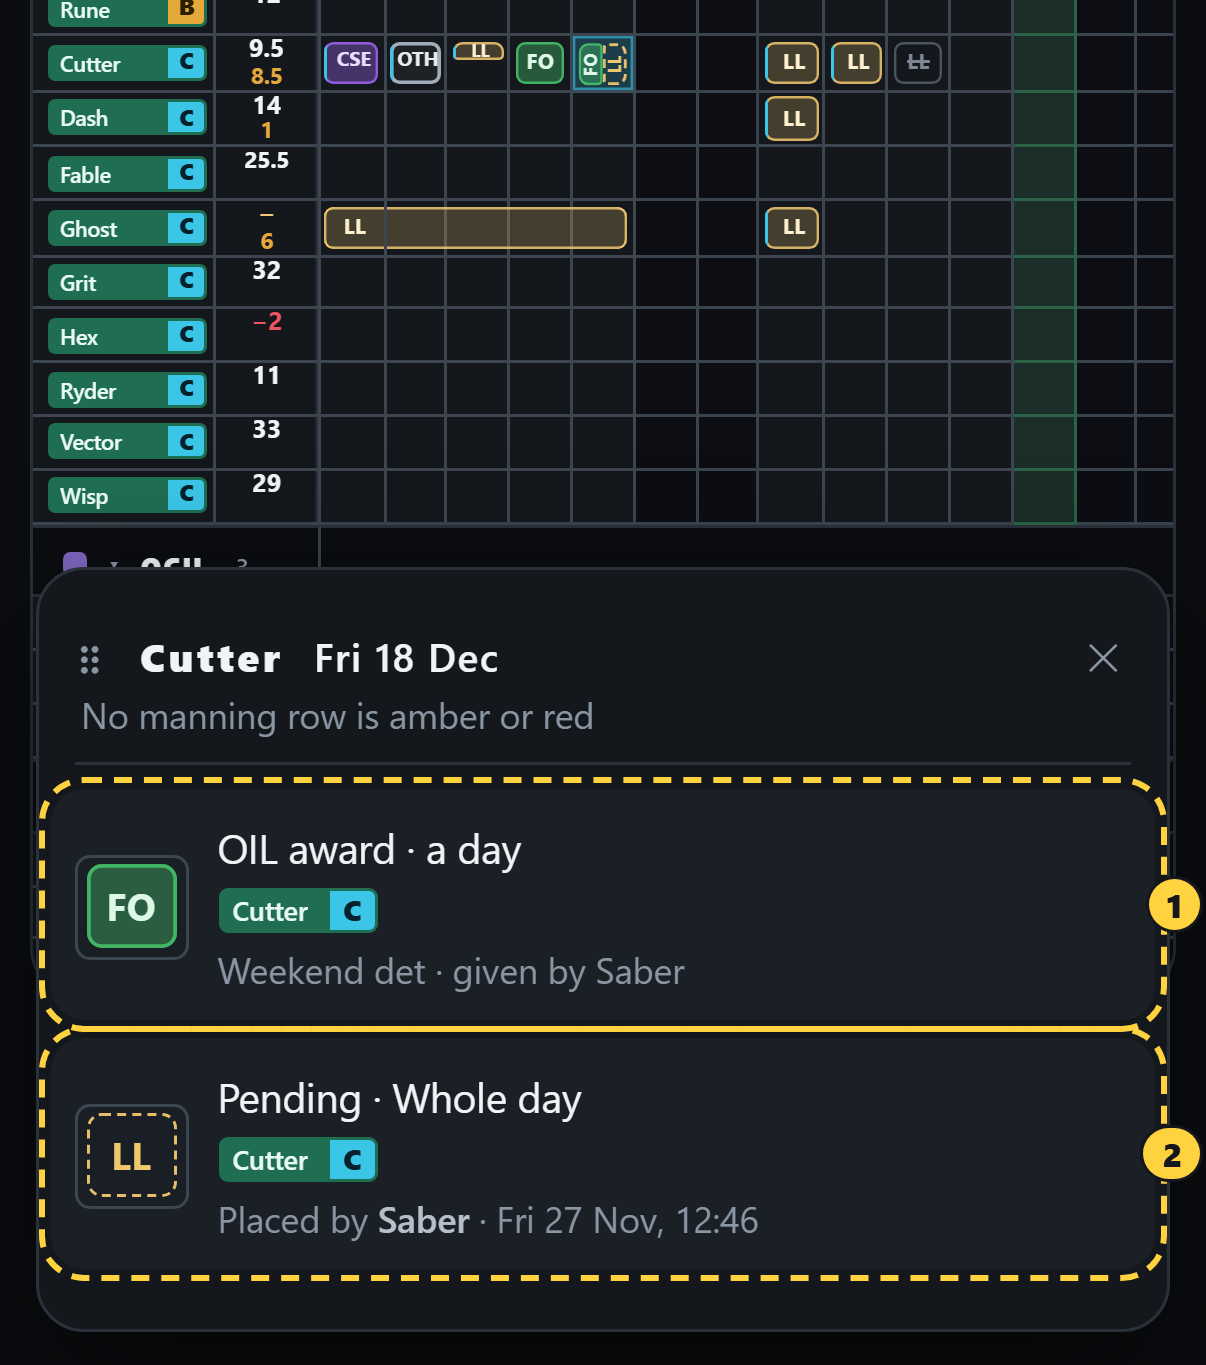 Rune B
Cutter C 9.5 CSE OTH LL FO FO LL LL LL LL
8.5
Dash C 14 LL
1
Fable C 25.5
Ghost C – LL LL
6
Grit C 32
Hex C –2
Ryder C 11
Vector C 33
Wisp C 29
3
Cutter Fri 18 Dec
No manning row is amber or red
FO
OIL award · a day
Cutter C
Weekend det · given by Saber
1
LL
Pending · Whole day
Cutter C
Placed by Saber · Fri 27 Nov, 12:46
2